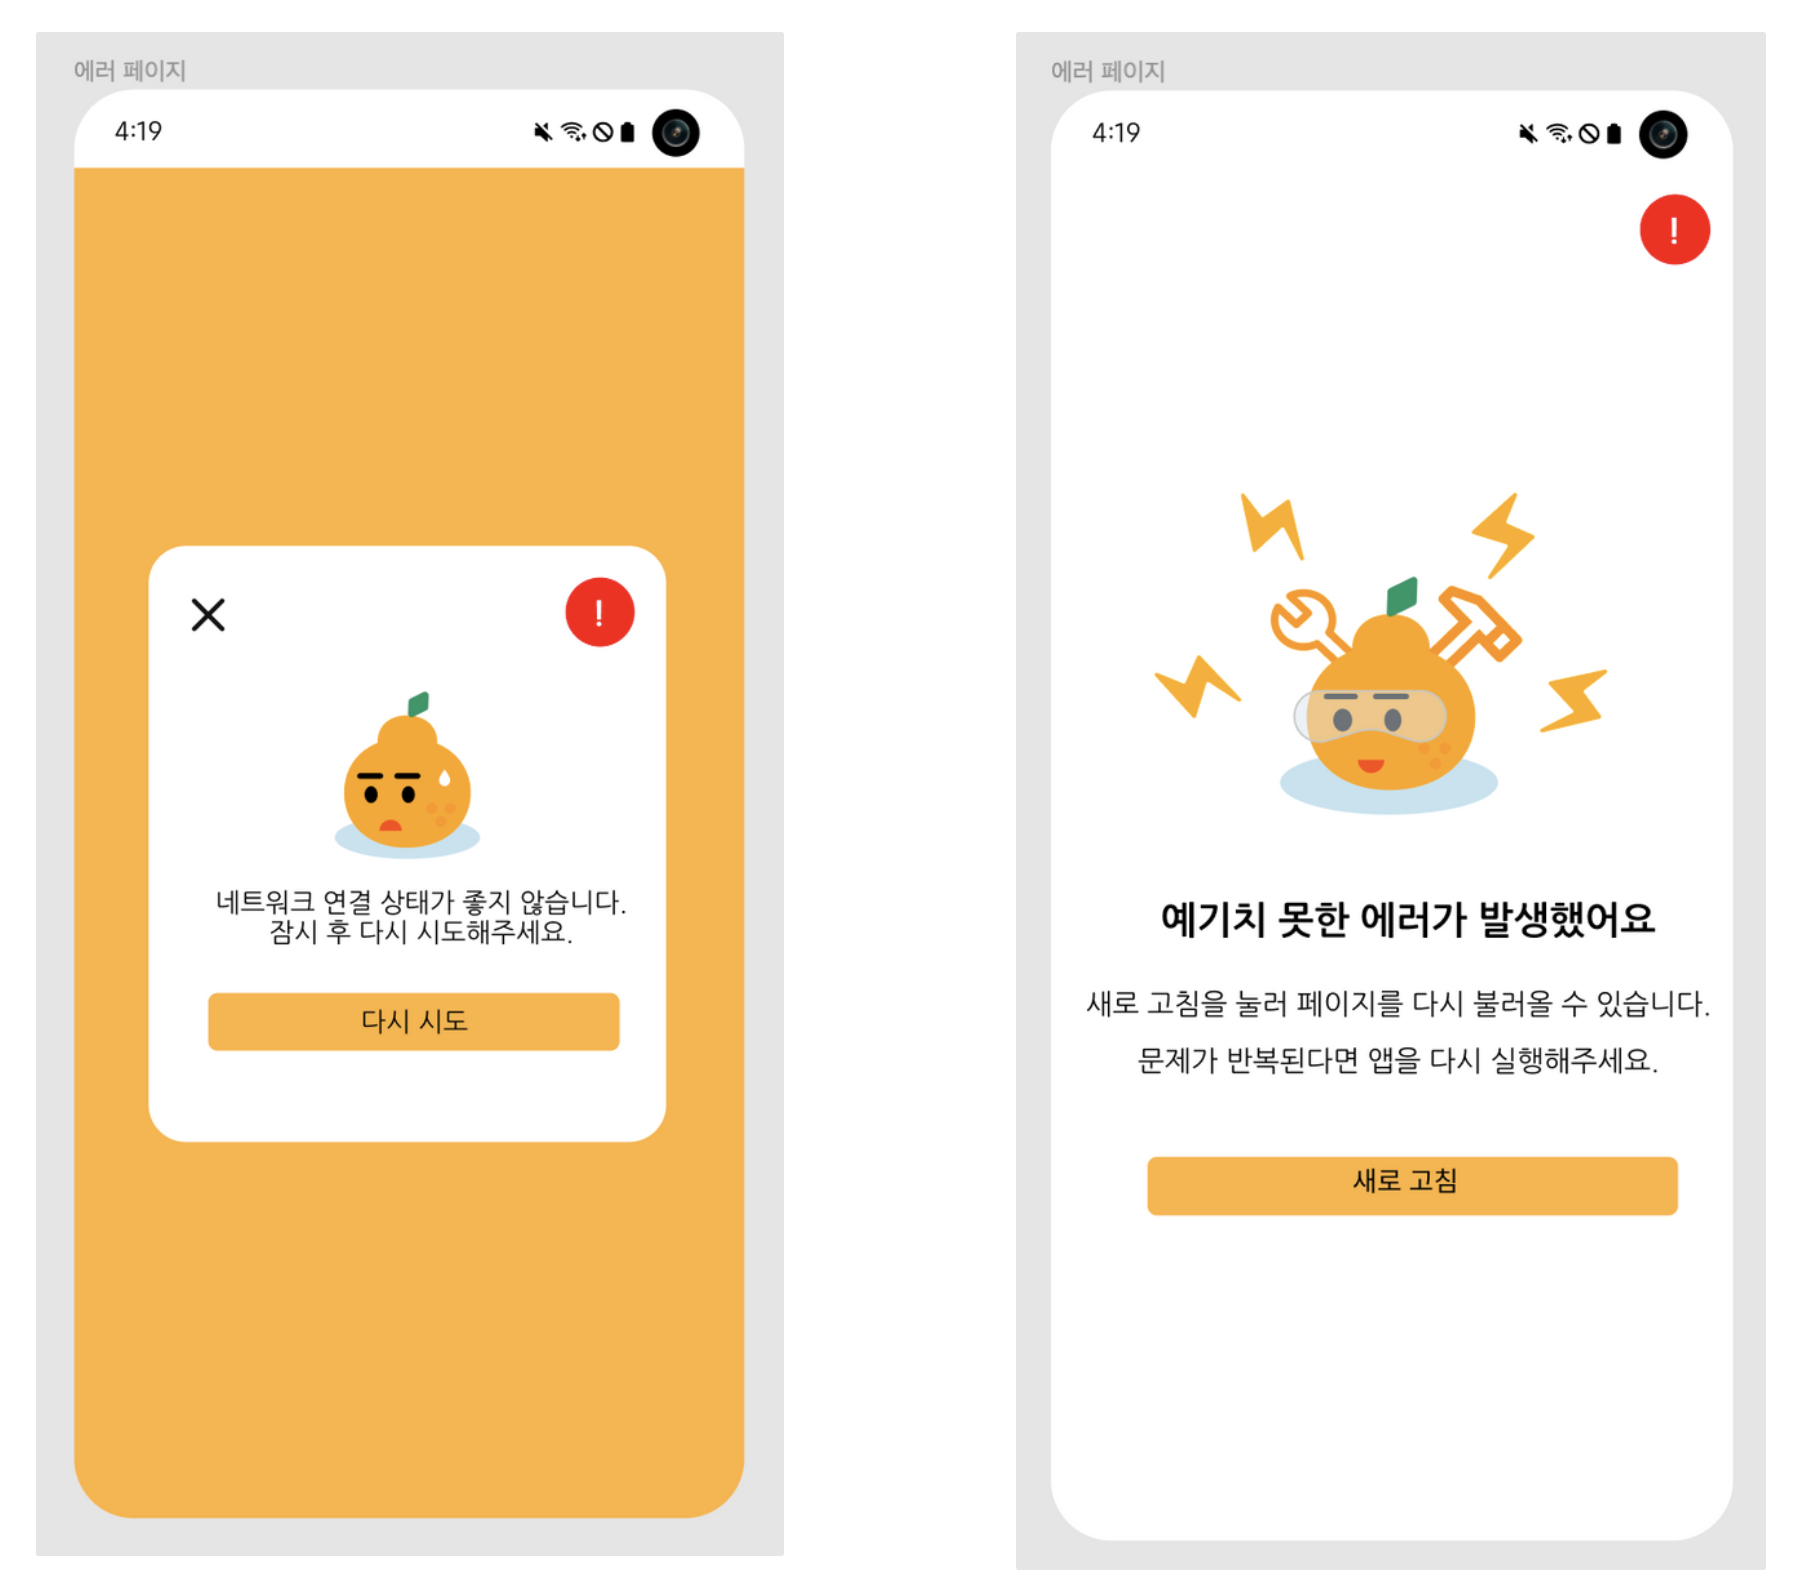 에러 페이지
4:19
!
네트워크 연결 상태가 좋지 않습니다.
잠시 후 다시 시도해주세요.
다시 시도
에러 페이지
4:19
!
예기치 못한 에러가 발생했어요
새로 고침을 눌러 페이지를 다시 불러올 수 있습니다.
문제가 반복된다면 앱을 다시 실행해주세요.
새로 고침